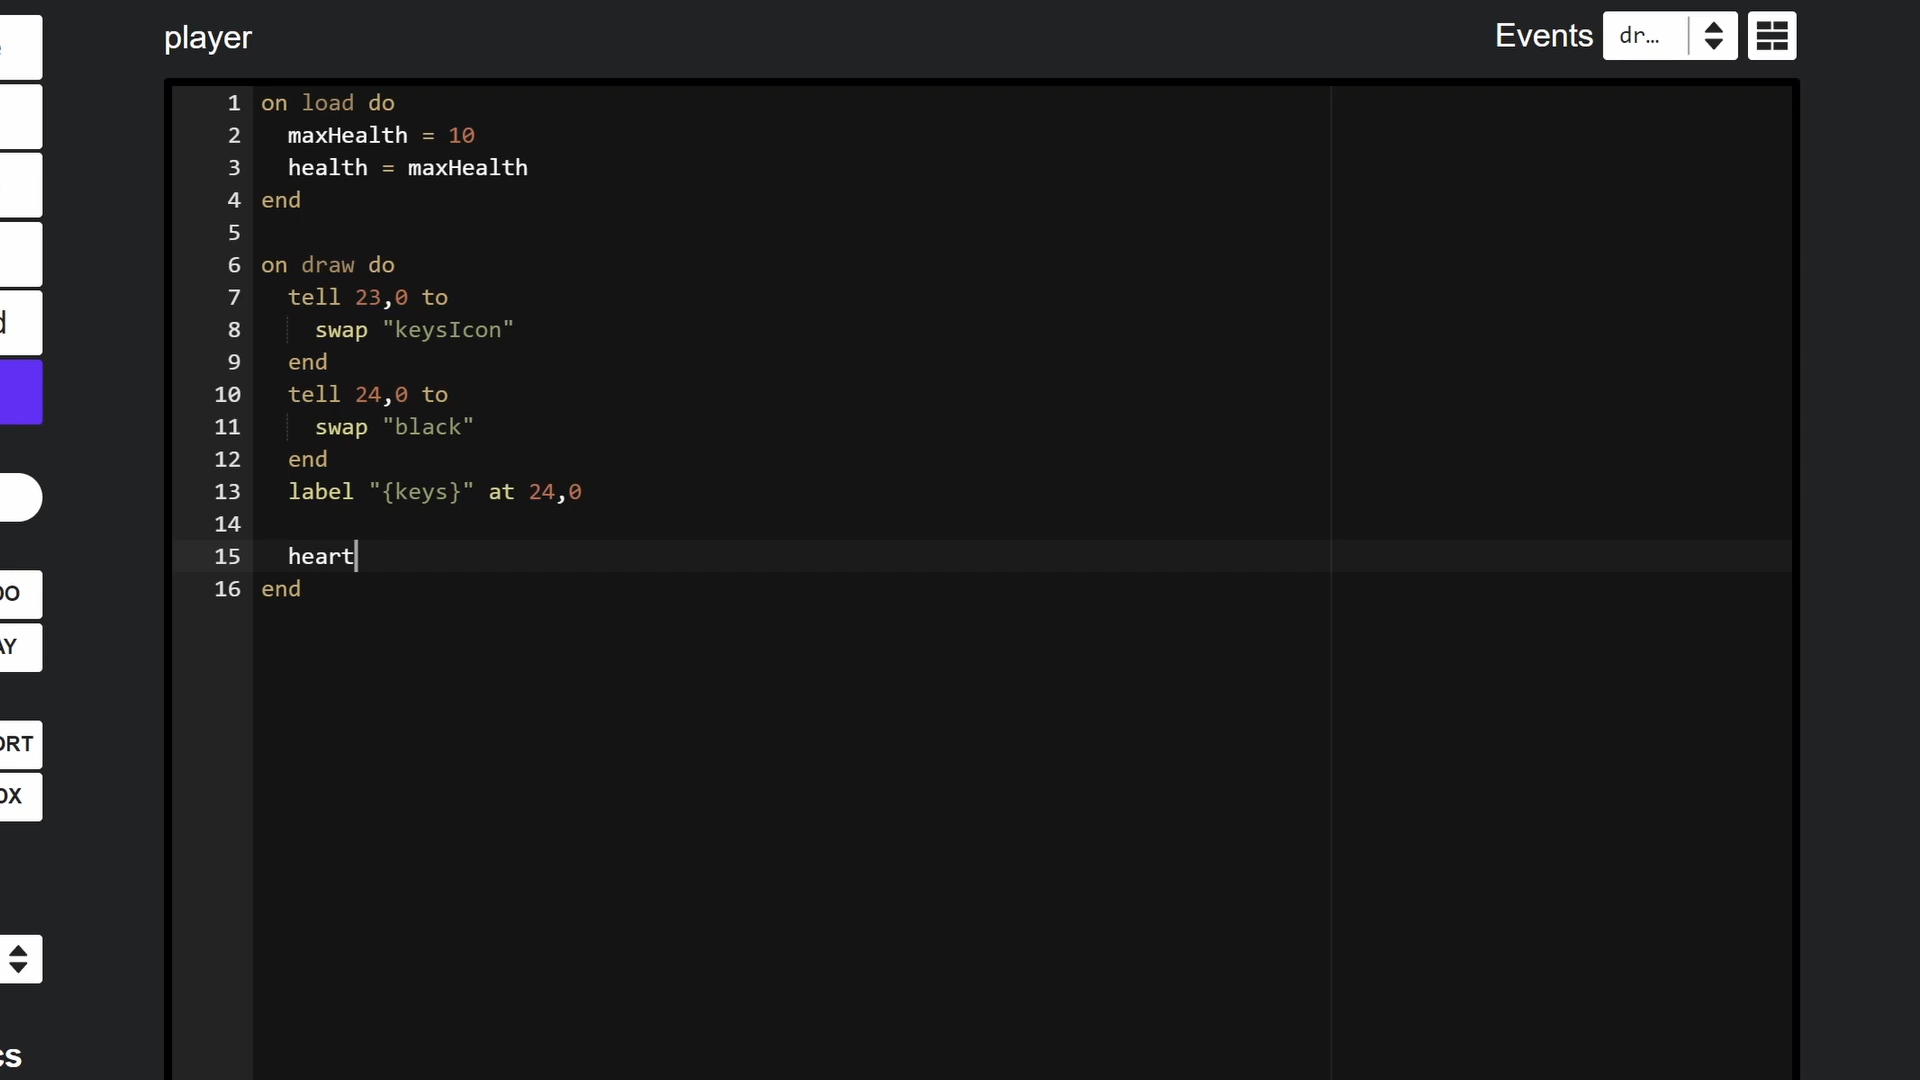 player
Events dr...
1 on load do
2 maxHealth = 10
3 health = maxHealth
4 end
5
6 on draw do
7 tell 23,0 to
8 swap "keysIcon"
9 end
10 tell 24,0 to
11 swap "black"
12 end
13 label "{keys}" at 24,0
14
15 heart
16 end